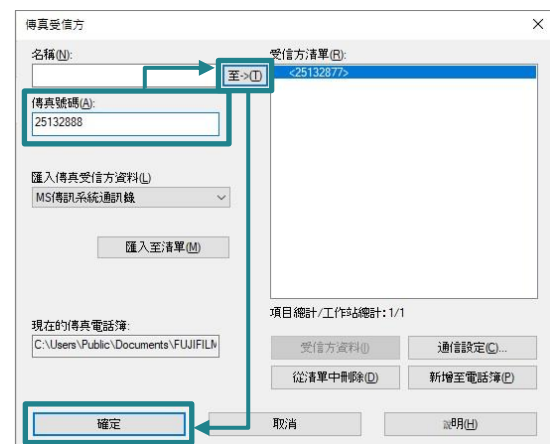 傳真受信方
名稱(N):
至->(T)
傳真號碼(A):
25132888
匯入傳真受信方資料(L)
MS傳訊系統通訊錄
匯入至清單(M)
現在的傳真電話簿:
C:\Users\Public\Documents\FUJIFILM
受信方清單(R):
<25132877>
項目總計/工作站總計: 1/1
受信方資料(I)
通信設定(C)...
從清單中刪除(D)
新增至電話簿(P)
確定
取消
說明(H)